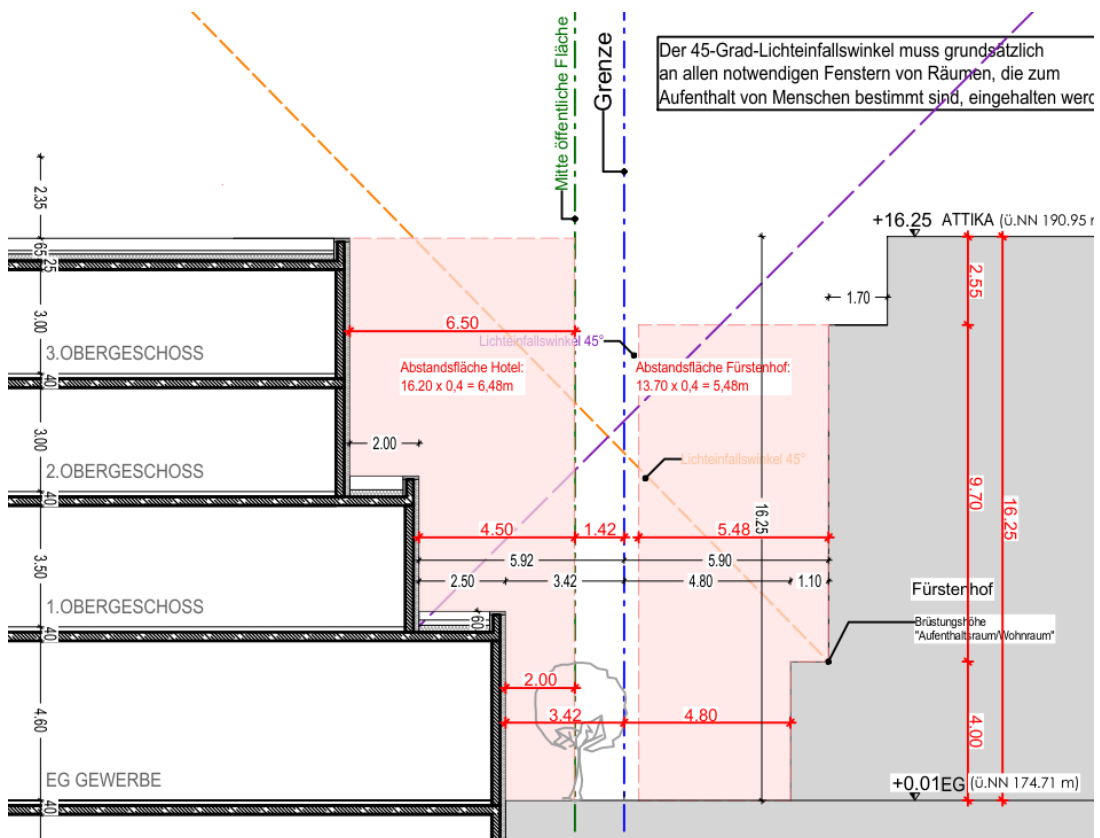 Mitte öffentliche Fläche
Grenze
Der 45-Grad-Lichteinfallswinkel muss grundsätzlich
an allen notwendigen Fenstern von Räumen, die zum
Aufenthalt von Menschen bestimmt sind, eingehalten werd
2.35
+16.25 ATTIKA (ü.NN 190.95 m
65
25
2.55
1.70
6.50
3.00
Lichteinfallswinkel 45°
3.OBERGESCHOSS
Abstandsfläche Hotel:
16.20 x 0,4 = 6,48m
Abstandsfläche Fürstenhof:
13.70 x 0,4 = 5,48m
40
3.00
2.00
2.OBERGESCHOSS
Lichteinfallswinkel 45°
40
16.25
9.70
16.25
4.50
1.42
5.48
5.92
5.90
3.50
2.50
3.42
4.80
1.10
Fürstenhof
1.OBERGESCHOSS
60
Brüstungshöhe
"Aufenthaltsraum/Wohnraum"
40
2.00
3.42
4.80
4.60
4.00
EG GEWERBE
+0.01EG (ü.NN 174.71 m)
40